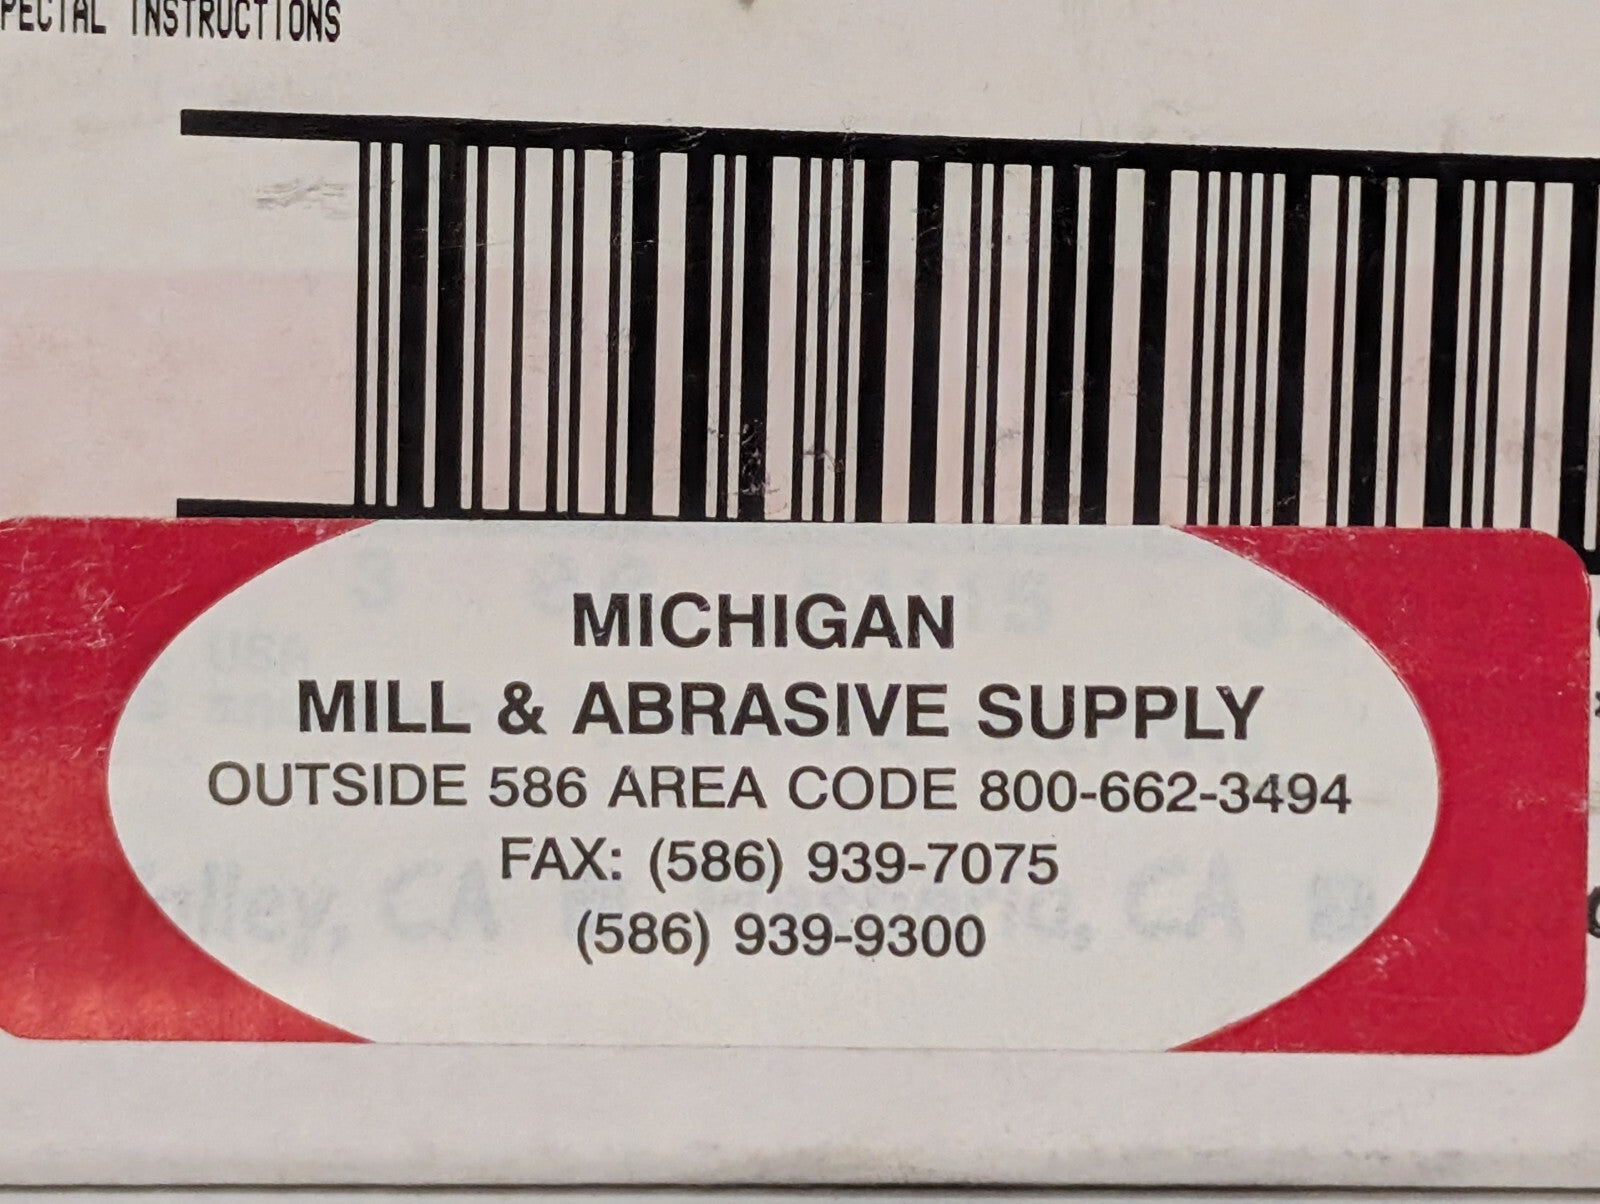 INSTRUCTIONS
MICHIGAN
MILL & ABRASIVE SUPPLY
OUTSIDE 586 AREA CODE 800-662-3494
FAX: (586) 939-7075
(586) 939-9300